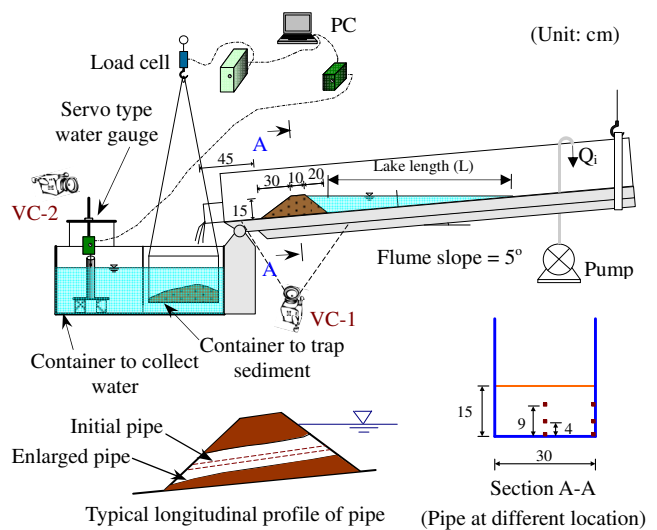 PC
(Unit: cm)
Load cell
Servo type
water gauge
A
45
Lake length (L)
Qi
30
10
20
15
VC-2
A
Flume slope = 5°
Pump
VC-1
Container to collect
water
Container to trap
sediment
Initial pipe
Enlarged pipe
Typical longitudinal profile of pipe
15
9
4
30
Section A-A
(Pipe at different location)